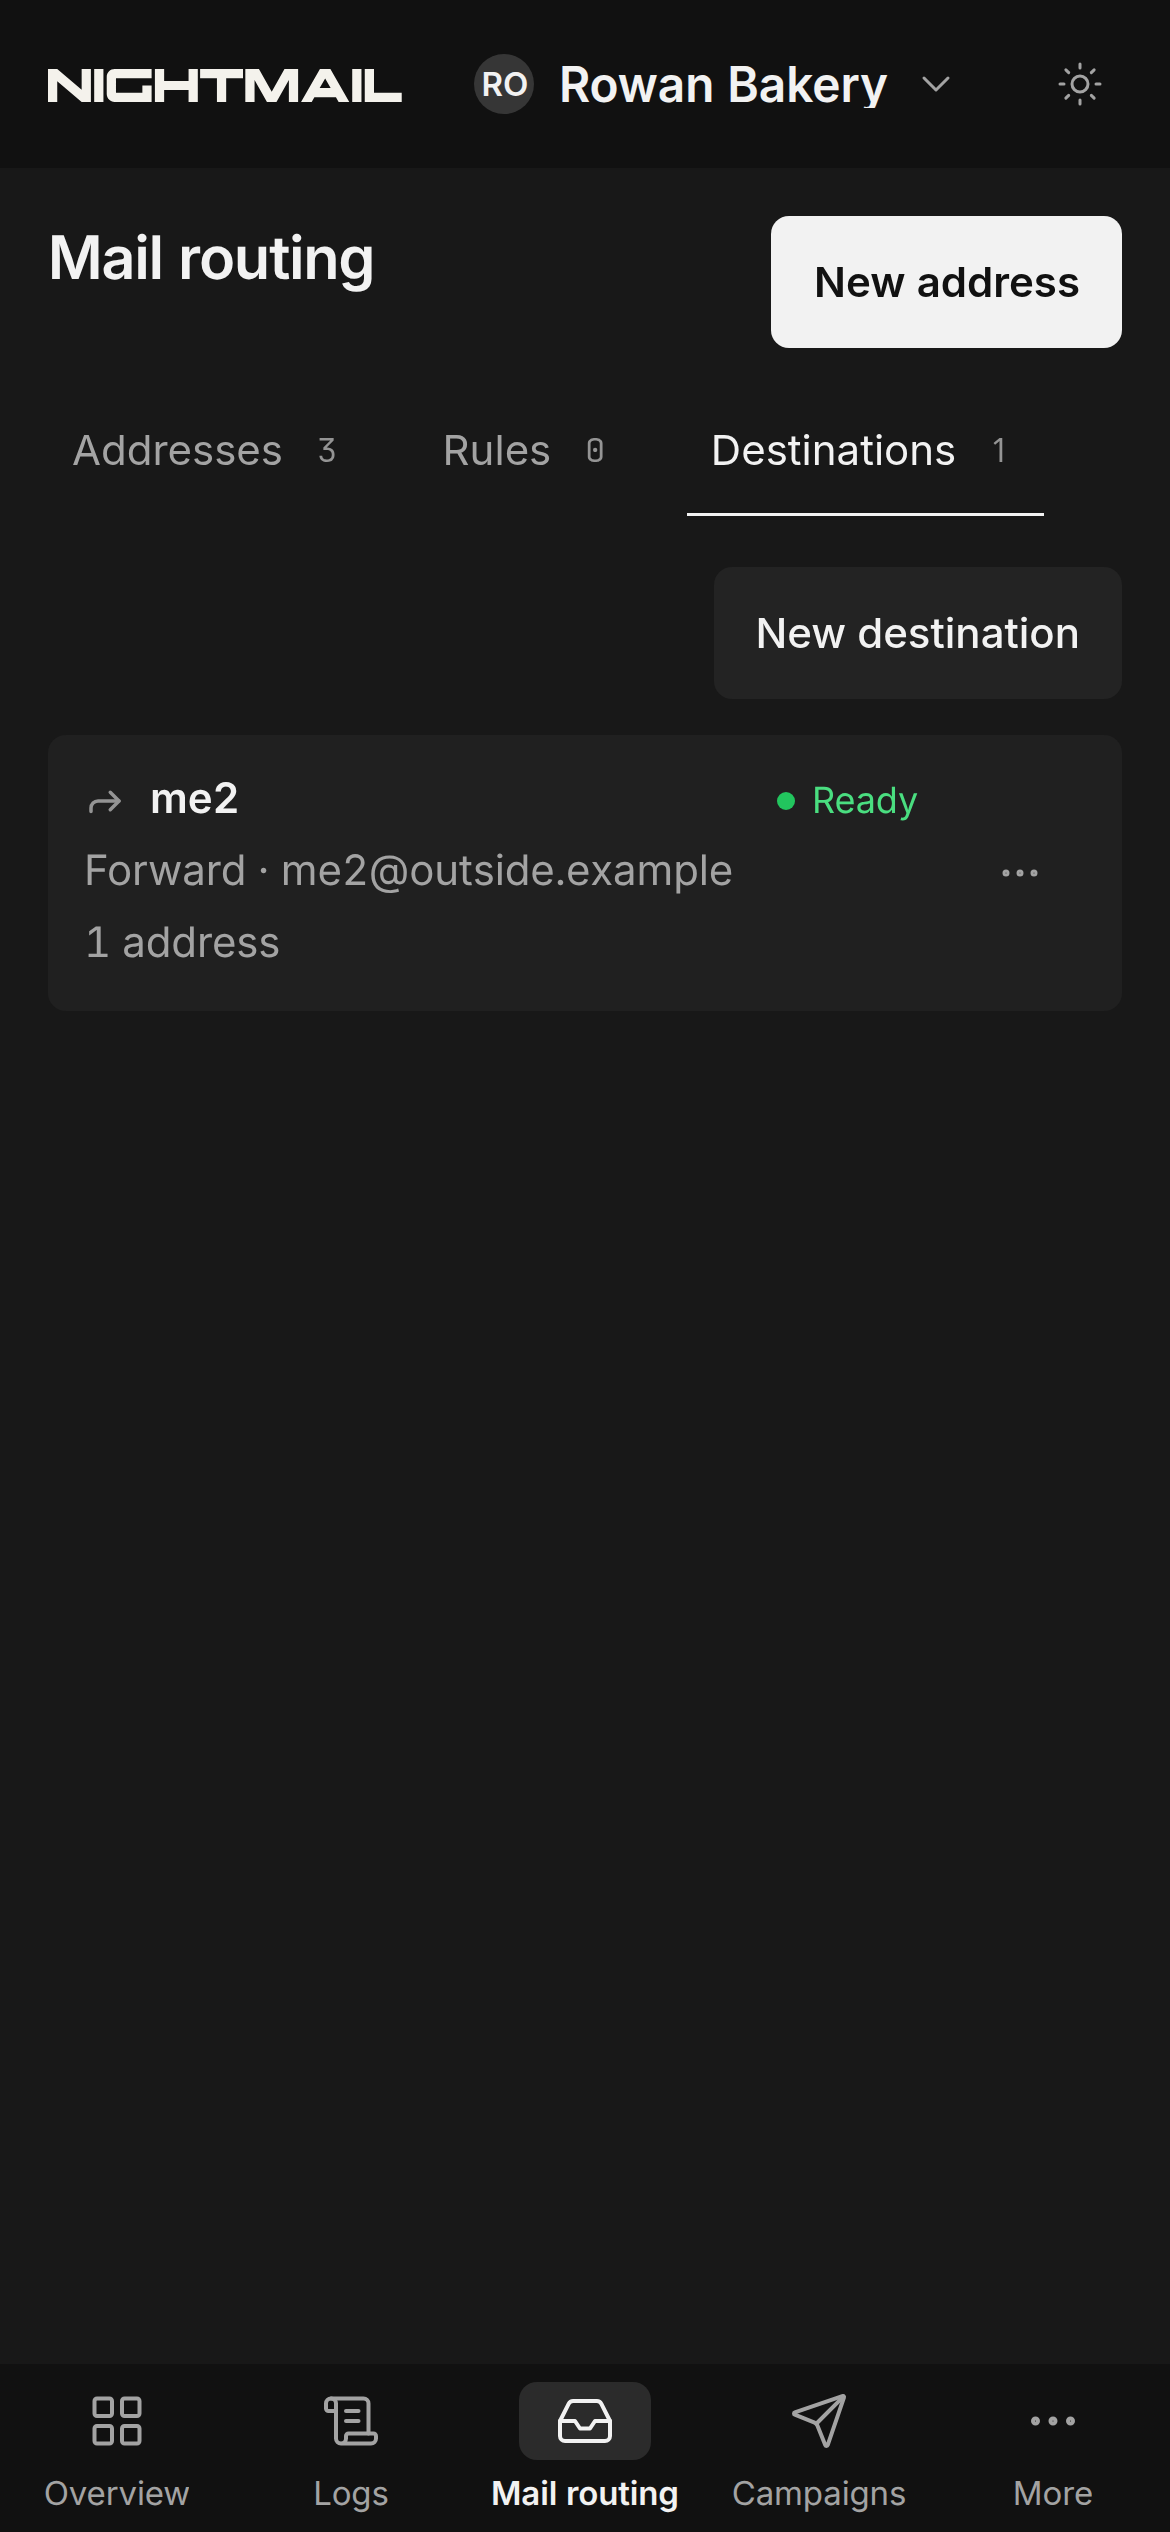 NIGHTMAIL RO Rowan Bakery
Mail routing New address
Addresses 3 Rules 0 Destinations 1
New destination
me2 Ready
Forward · me2@outside.example
1 address
Overview Logs Mail routing Campaigns More